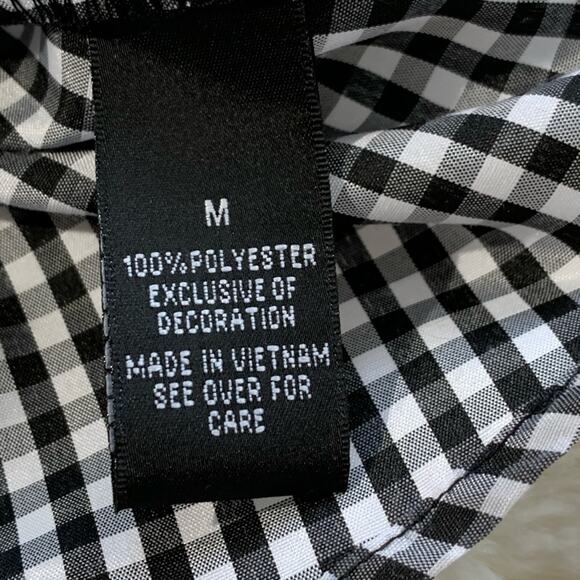 M
100%POLYESTER
EXCLUSIVE OF
DECORATION
MADE IN VIETNAM
SEE OVER FOR
CARE